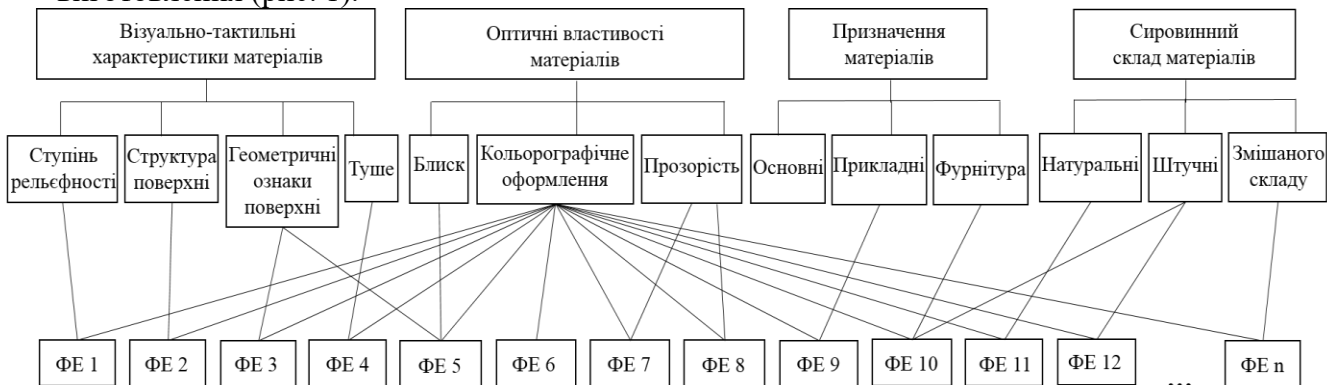 (рис. 1).
Візуально-тактильні
характеристики матеріалів
Оптичні властивості
матеріалів
Призначення
матеріалів
Сировинний
склад матеріалів
Ступінь
рельєфності
Структура
поверхні
Геометричні
ознаки
поверхні
Туше
Блиск
Кольорографічне
оформлення
Прозорість
Основні
Прикладні
Фурнітура
Натуральні
Штучні
Змішаного
складу
ФЕ 1
ФЕ 2
ФЕ 3
ФЕ 4
ФЕ 5
ФЕ 6
ФЕ 7
ФЕ 8
ФЕ 9
ФЕ 10
ФЕ 11
ФЕ 12
...
ФЕ n